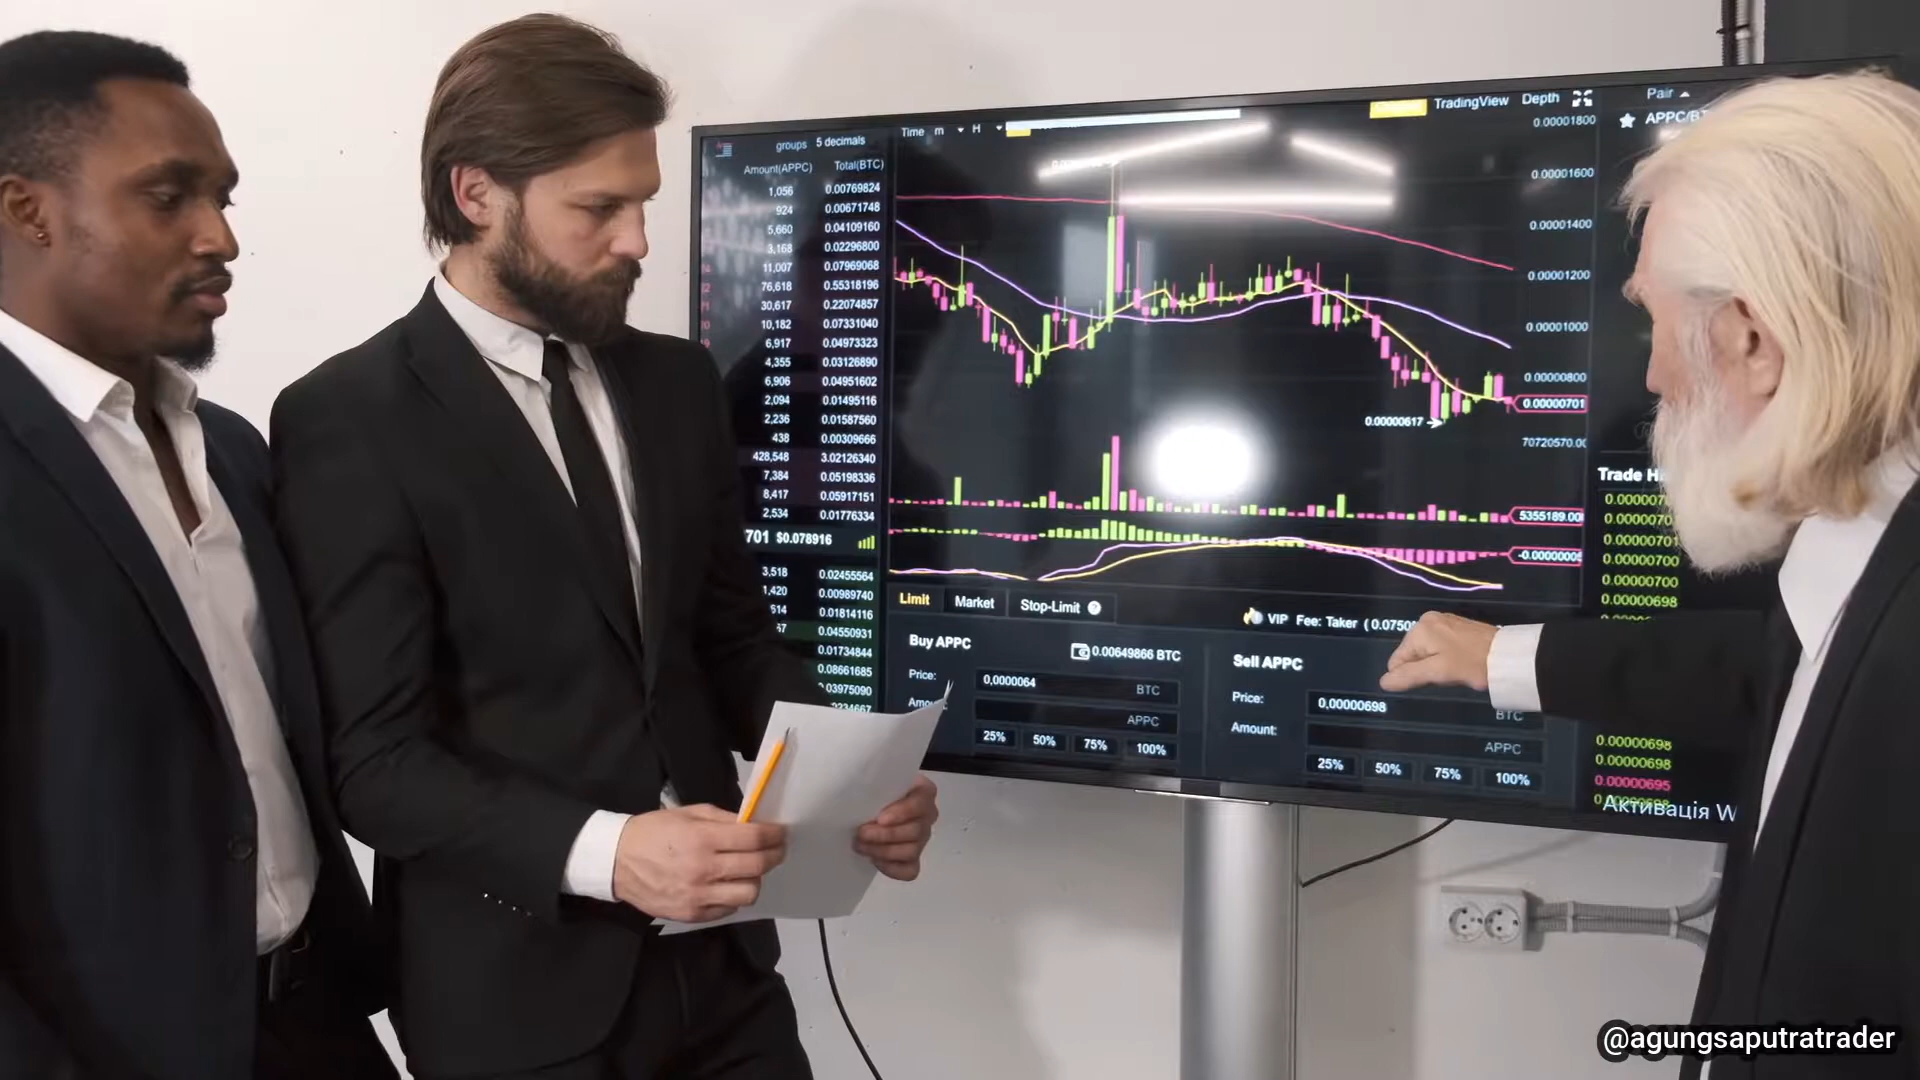 groups 5 decimals
Amount(APPC) Total(BTC)
1,056 0.00769824
924 0.00671748
5,660 0.04109160
3,168 0.02296800
11,007 0.07969068
76,618 0.55318196
30,617 0.22074857
10,182 0.07331040
6,917 0.04973323
4,355 0.03126890
6,906 0.04951602
2,094 0.01495116
2,236 0.01587560
438 0.00309666
428,548 3.02126340
7,384 0.05198336
8,417 0.05917151
2,534 0.01776334
701 $0.078916
3,518 0.02455564
1,420 0.00989740
514 0.01814116
0.04550931
0.01734844
0.08661685
0.03975090
Time m H
TradingView Depth
0.00001800
0.00001600
0.00001400
0.00001200
0.00001000
0.00000800
0.00000701
0.00000617
70720570.00
5355189.00
Limit Market Stop-Limit ?
VIP Fee: Taker (0.0750
Buy APPC
0.00649866 BTC
Price: 0,0000064 BTC
APPC
25% 50% 75% 100%
Sell APPC
Price: 0,00000698 BTC
Amount: APPC
25% 50% 75% 100%
Pair
APPC/BT
Trade H
0.0000070
0.00000701
0.00000700
0.00000700
0.00000698
0.00000698
0.00000698
0.00000695
0.00000698
Активація W
@agungsaputratrader